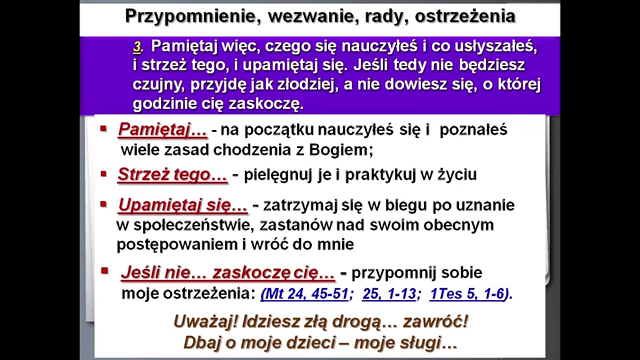 Przypomnienie, wezwanie, rady, ostrzeżenia
3. Pamiętaj więc, czego się nauczyłeś i co usłyszałeś,
i strzeż tego, i upamiętaj się. Jeśli tedy nie będziesz
czujny, przyjdę jak złodziej, a nie dowiesz się, o której
godzinie cię zaskoczę.
▪ Pamiętaj... - na początku nauczyłeś się i poznałeś
wiele zasad chodzenia z Bogiem;
▪ Strzeż tego... - pielęgnuj je i praktykuj w życiu
▪ Upamiętaj się... - zatrzymaj się w biegu po uznanie
w społeczeństwie, zastanów nad swoim obecnym
postępowaniem i wróć do mnie
▪ Jeśli nie... zaskoczę cię... - przypomnij sobie
moje ostrzeżenia: (Mt 24, 45-51; 25, 1-13; 1Tes 5, 1-6).
Uważaj! Idziesz złą drogą... zawróć!
Dbaj o moje dzieci – moje sługi...